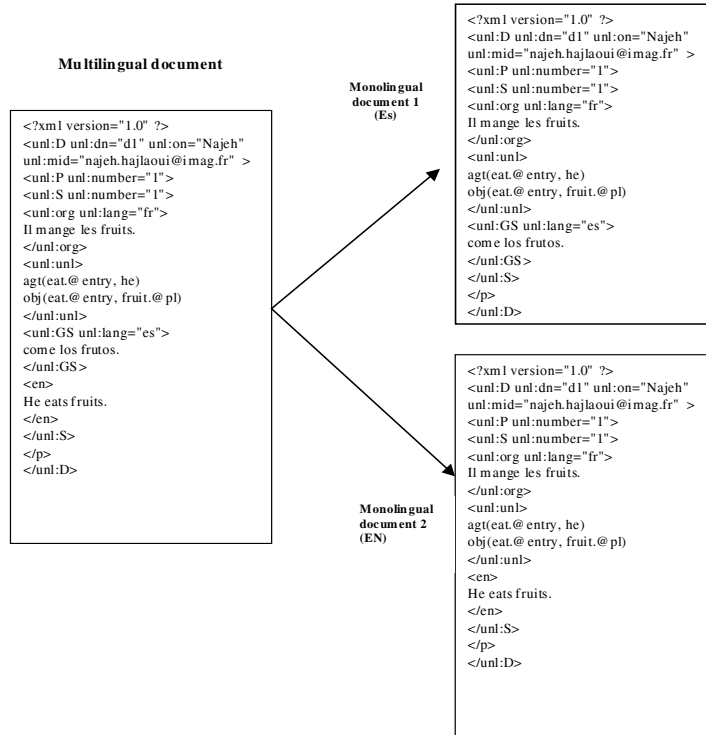 Multilingual document
<?xml version="1.0" ?>
<unl:D unl:dn="d1" unl:on="Najeh"
unl:mid="najeh.hajlaoui@imag.fr" >
<unl:P unl:number="1">
<unl:S unl:number="1">
<unl:org unl:lang="fr">
Il mange les fruits.
</unl:org>
<unl:unl>
agt(eat.@entry, he)
obj(eat.@entry, fruit.@pl)
</unl:unl>
<unl:GS unl:lang="es">
come los frutos.
</unl:GS>
<en>
He eats fruits.
</en>
</unl:S>
</p>
</unl:D>
Monolingual
document 1
(Es)
<?xml version="1.0" ?>
<unl:D unl:dn="d1" unl:on="Najeh"
unl:mid="najeh.hajlaoui@imag.fr" >
<unl:P unl:number="1">
<unl:S unl:number="1">
<unl:org unl:lang="fr">
Il mange les fruits.
</unl:org>
<unl:unl>
agt(eat.@entry, he)
obj(eat.@entry, fruit.@pl)
</unl:unl>
<unl:GS unl:lang="es">
come los frutos.
</unl:GS>
</unl:S>
</p>
</unl:D>
Monolingual
document 2
(EN)
<?xml version="1.0" ?>
<unl:D unl:dn="d1" unl:on="Najeh"
unl:mid="najeh.hajlaoui@imag.fr" >
<unl:P unl:number="1">
<unl:S unl:number="1">
<unl:org unl:lang="fr">
Il mange les fruits.
</unl:org>
<unl:unl>
agt(eat.@entry, he)
obj(eat.@entry, fruit.@pl)
</unl:unl>
<en>
He eats fruits.
</en>
</unl:S>
</p>
</unl:D>